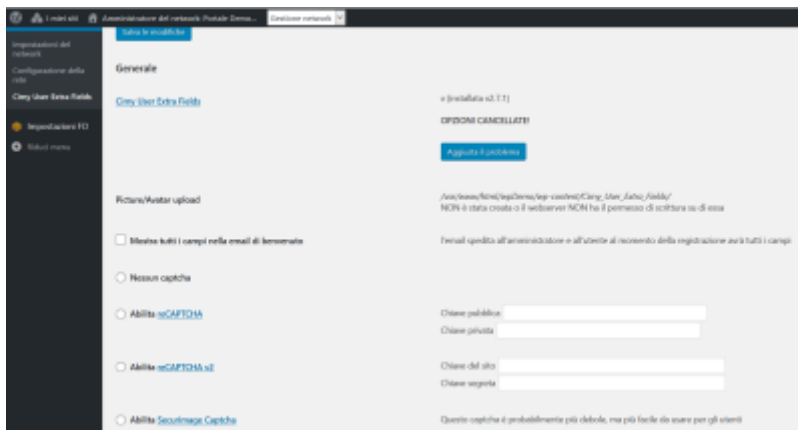 I miei siti Amministratore del network: Portale Demo... Gestione network
Impostazioni del
network
Configurazione della
rete
Cimy User Extra Fields
Impostazioni FO
Riduci menu
Salva le modifiche
Generale
Cimy User Extra Fields
v (installata v2.7.1)
OPZIONI CANCELLATE!
Aggiusta il problema
Picture/Avatar upload
/var/www/html/wpDemo/wp-content/Cimy_User_Extra_Fields/
NON è stata creata o il webserver NON ha il permesso di scrittura su di essa
Mostra tutti i campi nella email di benvenuto
l'email spedita all'amministratore e all'utente al momento della registrazione avrà tutti i campi
Nessun captcha
Abilita reCAPTCHA
Chiave pubblica
Chiave privata
Abilita reCAPTCHA v2
Chiave del sito
Chiave segreta
Abilita Securimage Captcha
Questo captcha è probabilmente più debole, ma più facile da usare per gli utenti